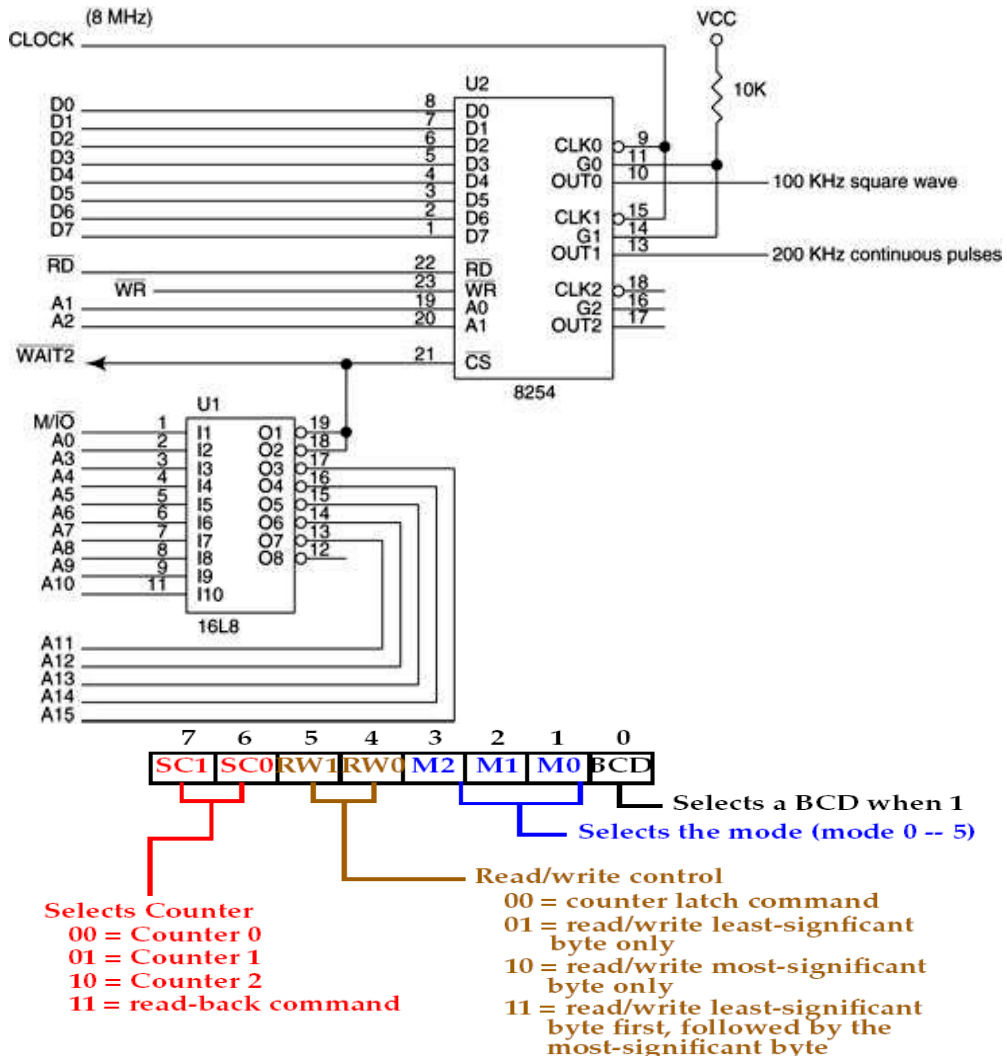 (8 MHz)
CLOCK
VCC
10K
U2
D0 8 D0
D1 7 D1
D2 6 D2
D3 5 D3
D4 4 D4
D5 3 D5
D6 2 D6
D7 1 D7
RD 22 RD
WR 23 WR
A1 19 A0
A2 20 A1
WAIT2 21 CS
CLK0 9
G0 11
OUT0 10 100 KHz square wave
CLK1 15
G1 14
OUT1 13 200 KHz continuous pulses
CLK2 18
G2 16
OUT2 17
8254
U1
M/IO 1 I1 O1 19
A0 2 I2 O2 18
A3 3 I3 O3 17
A4 4 I4 O4 16
A5 5 I5 O5 15
A6 6 I6 O6 14
A7 7 I7 O7 13
A8 8 I8 O8 12
A9 9 I9
A10 11 I10
16L8
A11
A12
A13
A14
A15
7 6 5 4 3 2 1 0
SC1 SC0 RW1 RW0 M2 M1 M0 BCD
Selects a BCD when 1
Selects the mode (mode 0 -- 5)
Read/write control
00 = counter latch command
01 = read/write least-signficant
byte only
10 = read/write most-significant
byte only
11 = read/write least-significant
byte first, followed by the
most-significant byte
Selects Counter
00 = Counter 0
01 = Counter 1
10 = Counter 2
11 = read-back command